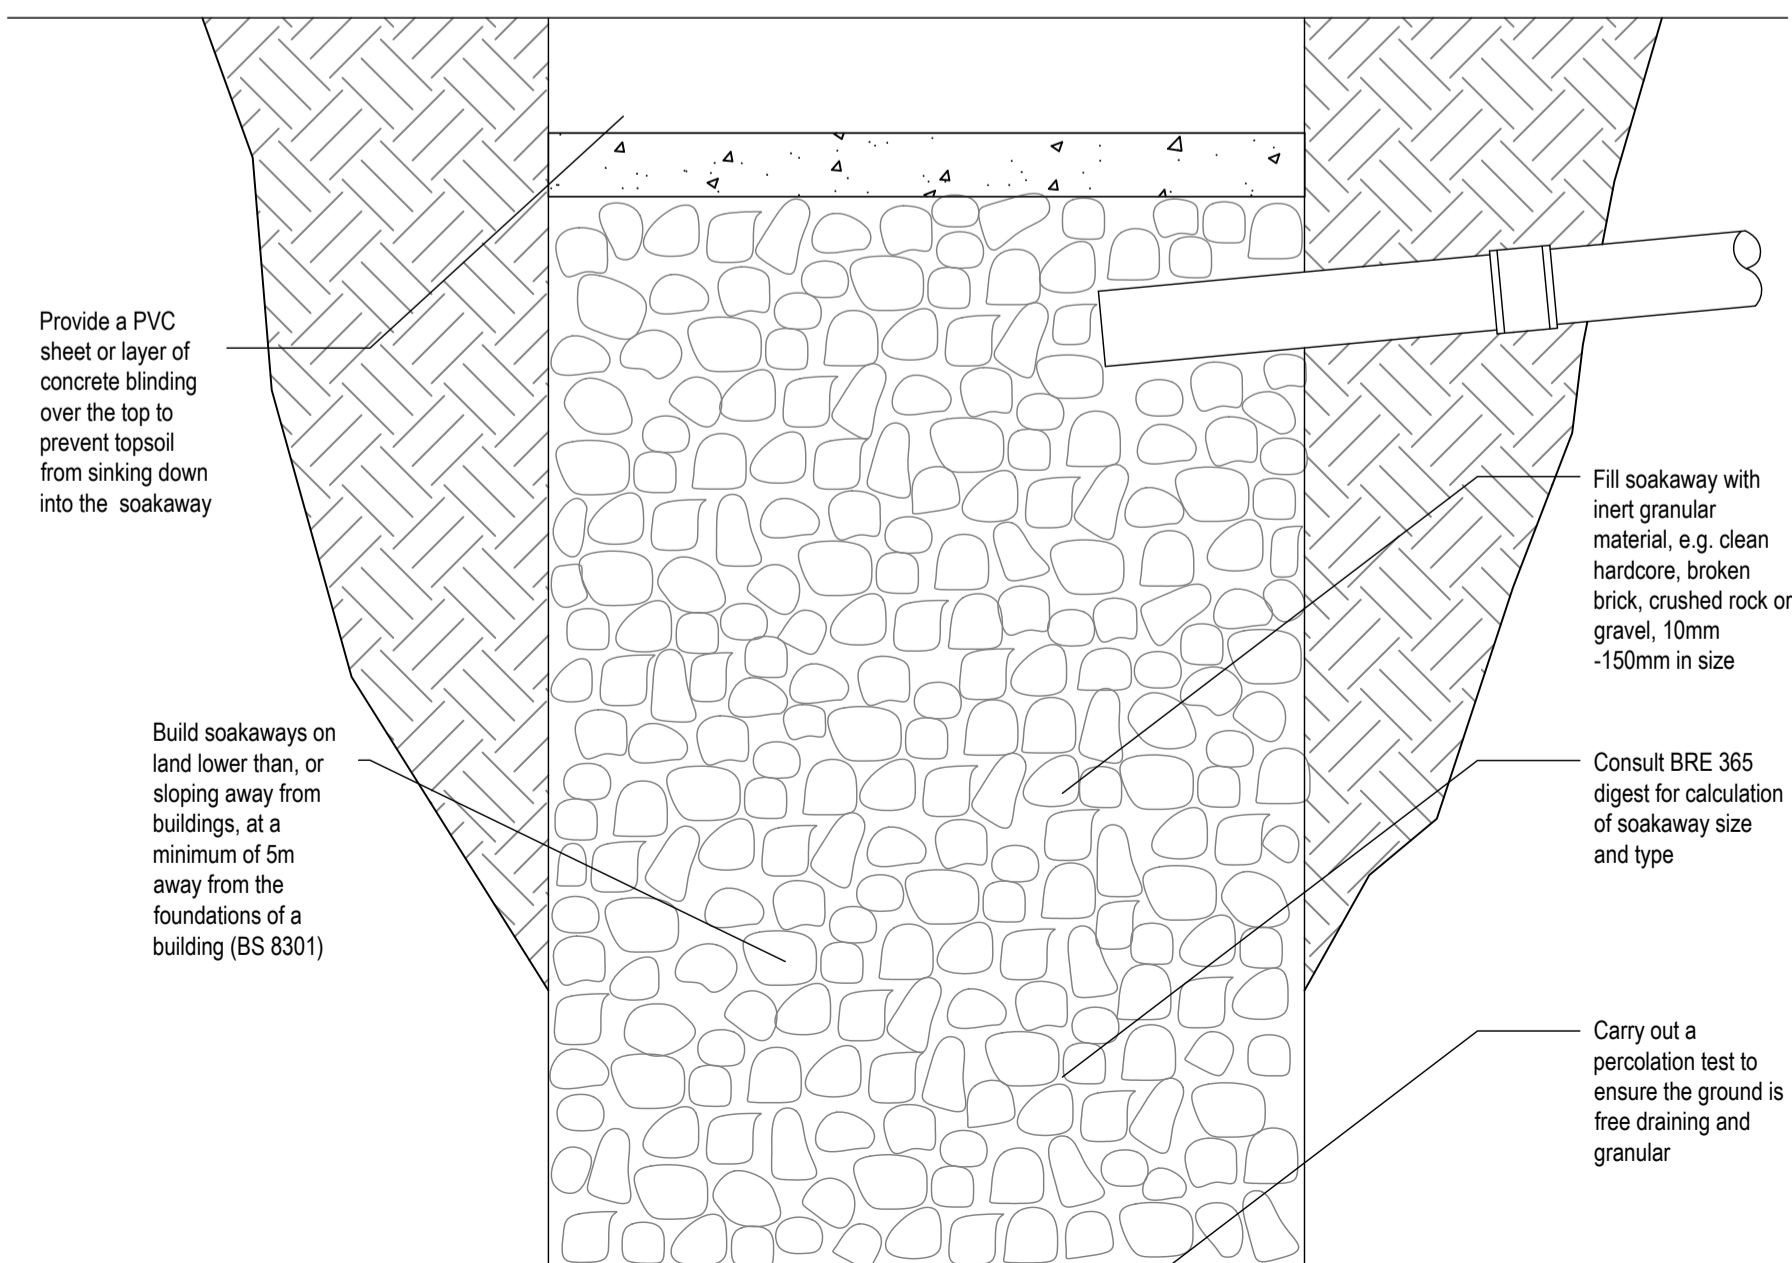 Provide a PVC
sheet or layer of
concrete blinding
over the top to
prevent topsoil
from sinking down
into the  soakaway
Build soakaways on
land lower than, or
sloping away from
buildings, at a
minimum of 5m
away from the
foundations of a
building (BS 8301)
Fill soakaway with
inert granular
material, e.g. clean
hardcore, broken
brick, crushed rock or
gravel, 10mm
-150mm in size
Consult BRE 365
digest for calculation
of soakaway size
and type
Carry out a
percolation test to
ensure the ground is
free draining and
granular